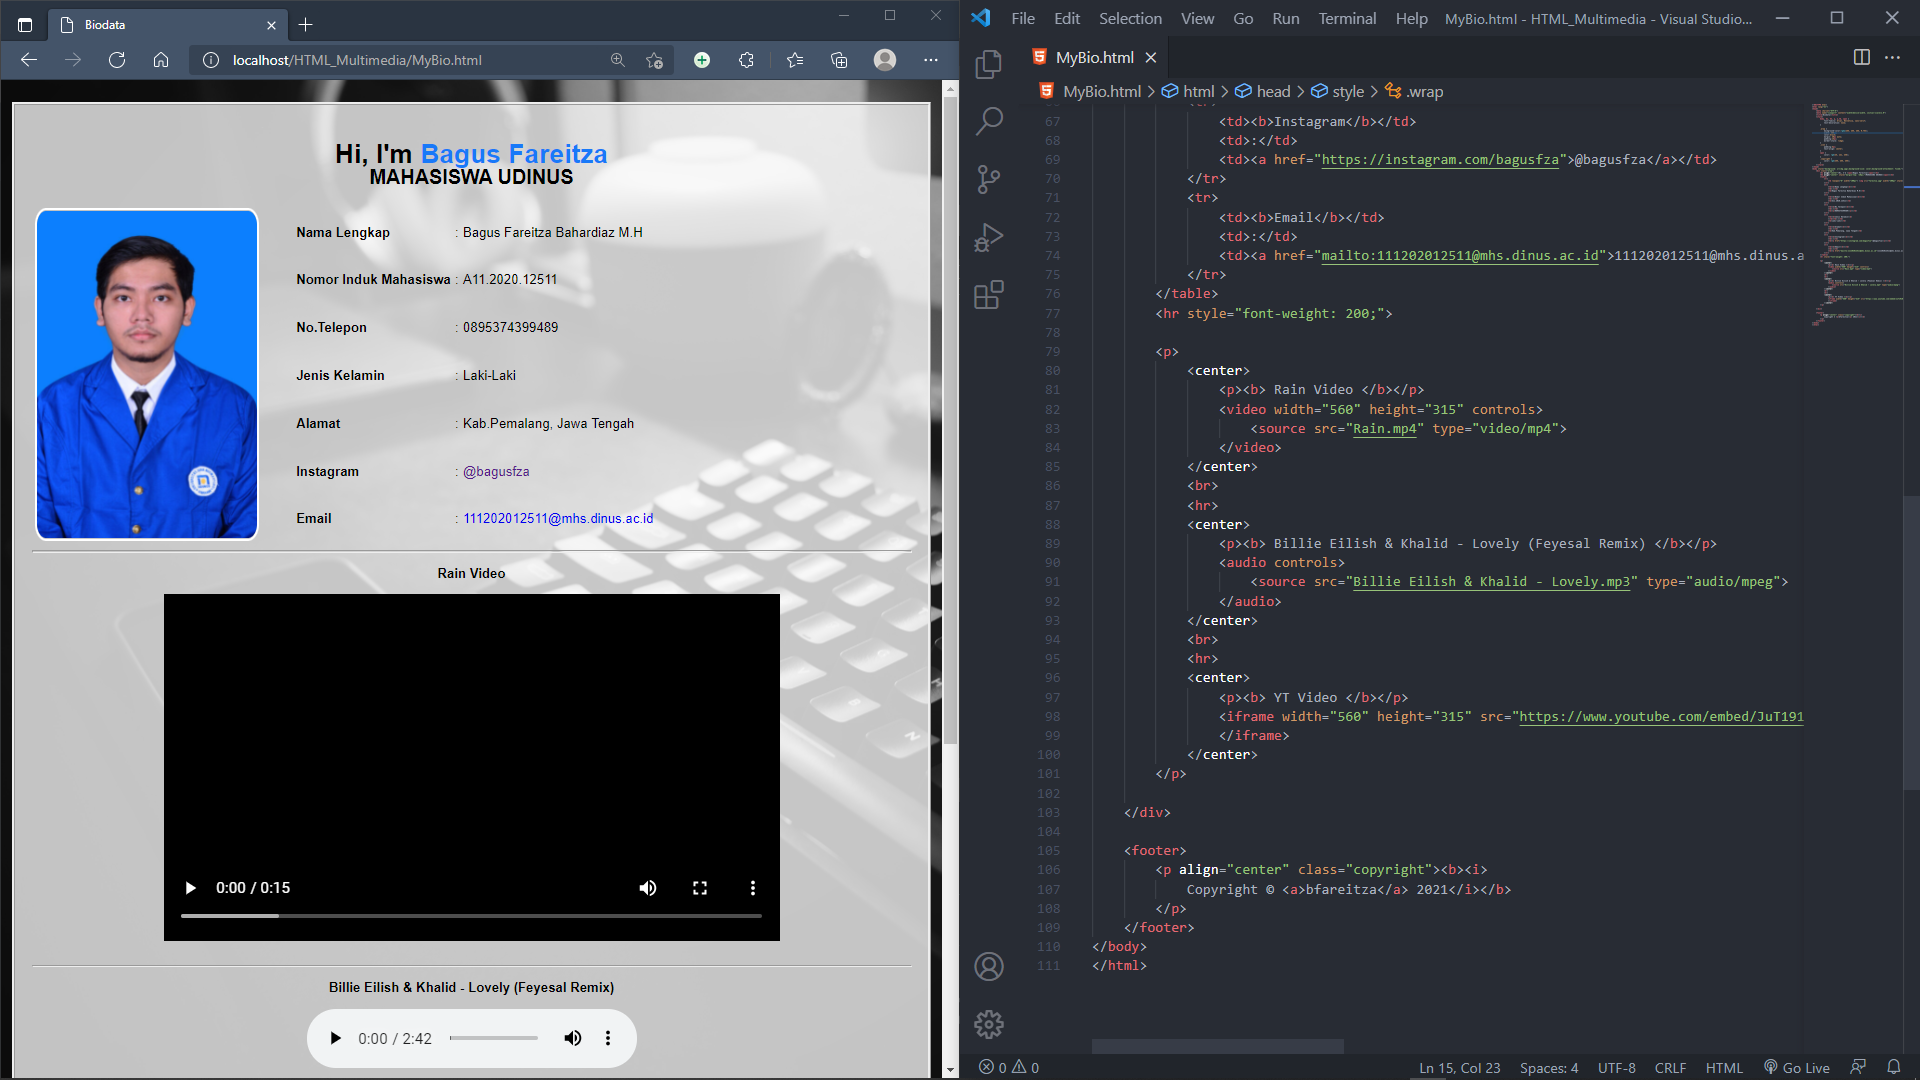 Biodata
localhost/HTML_Multimedia/MyBio.html
Hi, I'm Bagus Fareitza
MAHASISWA UDINUS
Nama Lengkap : Bagus Fareitza Bahardiaz M.H
Nomor Induk Mahasiswa : A11.2020.12511
No.Telepon : 0895374399489
Jenis Kelamin : Laki-Laki
Alamat : Kab.Pemalang, Jawa Tengah
Instagram : @bagusfza
Email : 111202012511@mhs.dinus.ac.id
Rain Video
0:00 / 0:15
Billie Eilish & Khalid - Lovely (Feyesal Remix)
0:00 / 2:42
File Edit Selection View Go Run Terminal Help MyBio.html - HTML_Multimedia - Visual Studio...
MyBio.html
MyBio.html > html > head > style > .wrap
67 <td><b>Instagram</b></td>
68 <td>:</td>
69 <td><a href="https://instagram.com/bagusfza">@bagusfza</a></td>
70 </tr>
71 <tr>
72 <td><b>Email</b></td>
73 <td>:</td>
74 <td><a href="mailto:111202012511@mhs.dinus.ac.id">111202012511@mhs.dinus.a
75 </tr>
76 </table>
77 <hr style="font-weight: 200;">
78
79 <p>
80 <center>
81 <p><b> Rain Video </b></p>
82 <video width="560" height="315" controls>
83 <source src="Rain.mp4" type="video/mp4">
84 </video>
85 </center>
86 <br>
87 <hr>
88 <center>
89 <p><b> Billie Eilish & Khalid - Lovely (Feyesal Remix) </b></p>
90 <audio controls>
91 <source src="Billie Eilish & Khalid - Lovely.mp3" type="audio/mpeg">
92 </audio>
93 </center>
94 <br>
95 <hr>
96 <center>
97 <p><b> YT Video </b></p>
98 <iframe width="560" height="315" src="https://www.youtube.com/embed/JuT191
99 </iframe>
100 </center>
101 </p>
102
103 </div>
104
105 <footer>
106 <p align="center" class="copyright"><b><i>
107 Copyright © <a>bfareitza</a> 2021</i></b>
108 </p>
109 </footer>
110 </body>
111 </html>
0 0 Ln 15, Col 23 Spaces: 4 UTF-8 CRLF HTML Go Live